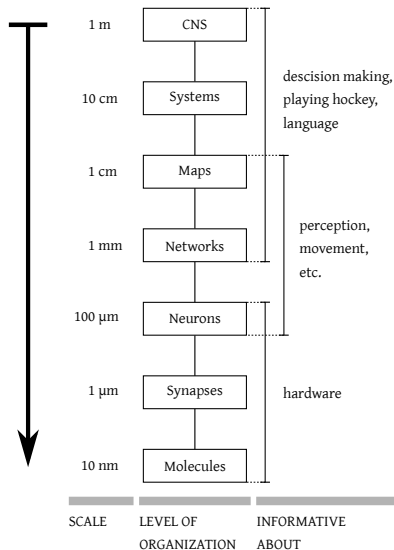 1 m
CNS
10 cm
Systems
descision making,
playing hockey,
language
1 cm
Maps
1 mm
Networks
perception,
movement,
etc.
100 µm
Neurons
1 µm
Synapses
hardware
10 nm
Molecules
SCALE
LEVEL OF
ORGANIZATION
INFORMATIVE
ABOUT